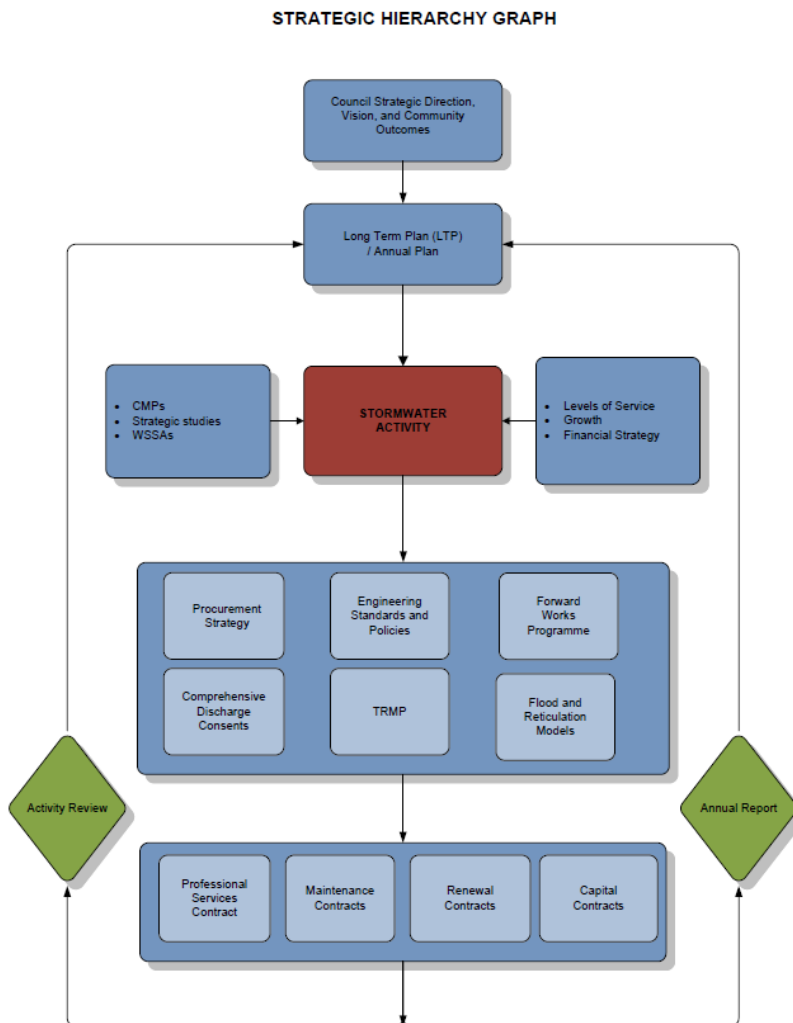 STRATEGIC HIERARCHY GRAPH
Council Strategic Direction,
Vision, and Community
Outcomes
Long Term Plan (LTP)
/ Annual Plan
• CMPs
• Strategic studies
• WSSAs
STORMWATER
ACTIVITY
• Levels of Service
• Growth
• Financial Strategy
Procurement
Strategy
Engineering
Standards and
Policies
Forward
Works
Programme
Comprehensive
Discharge
Consents
TRMP
Flood and
Reticulation
Models
Activity Review
Annual Report
Professional
Services
Contract
Maintenance
Contracts
Renewal
Contracts
Capital
Contracts